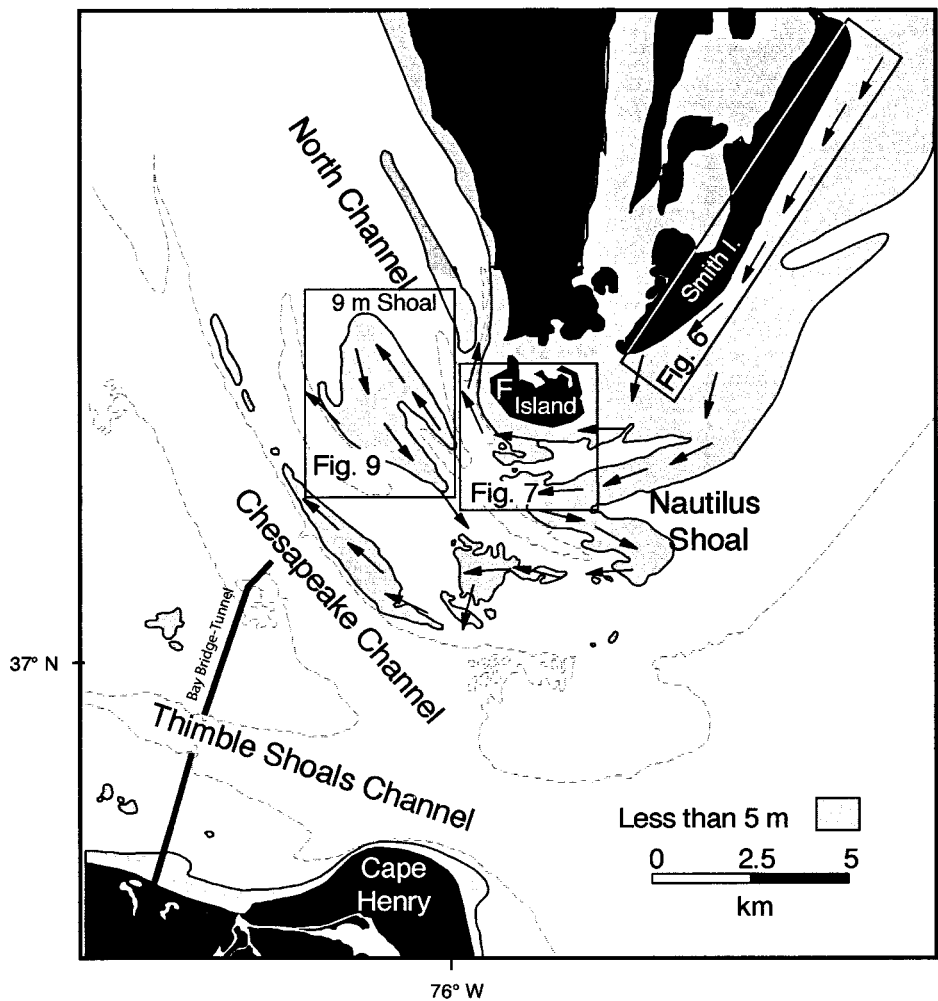 North Channel
Smith I.
9 m Shoal
Fig. 6
F. I.
Island
Fig. 9
Fig. 7
Nautilus
Shoal
Chesapeake Channel
Bay Bridge-Tunnel
37° N
Thimble Shoals Channel
Less than 5 m
0 2.5 5
km
Cape
Henry
76° W